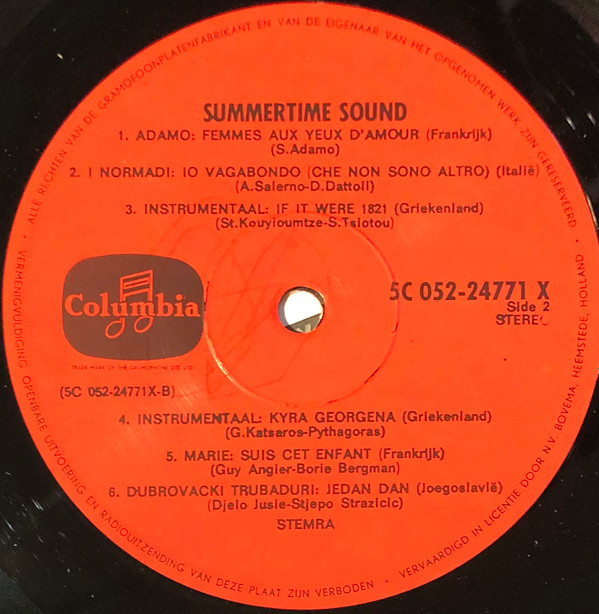 ALLE RECHTEN VAN DE GRAMOFOONPLATENFABRIKANT EN VAN DE EIGENAAR VAN HET OPGENOMEN WERK ZIJN GERESERVEERD
SUMMERTIME SOUND
1. ADAMO: FEMMES AUX YEUX D'AMOUR (Frankrijk)
(S.Adamo)
2. I NORMADI: IO VAGABONDO (CHE NON SONO ALTRO) (Italië)
(A.Salerno-D.Dattoli)
3. INSTRUMENTAAL: IF IT WERE 1821 (Griekenland)
(St.Kouyioumtze-S.Tsiotou)
Columbia
TRADE MARK OF THE GRAMOPHONE CO. LTD.
5C 052-24771 X
Side 2
STEREO
(5C 052-24771X-B)
4. INSTRUMENTAAL: KYRA GEORGENA (Griekenland)
(G.Katsaros-Pythagoras)
5. MARIE: SUIS CET ENFANT (Frankrijk)
(Guy Angier-Borie Bergman)
6. DUBROVACKI TRUBADURI: JEDAN DAN (Joegoslavië)
(Djelo Jusie-Stjepo Strazicic)
STEMRA
VERMENIGVULDIGING OPENBARE UITVOERING EN RADIOUITZENDING VAN DEZE PLAAT ZIJN VERBODEN
VERVAARDIGD IN LICENTIE DOOR N.V. BOVEMA, HEEMSTEDE, HOLLAND